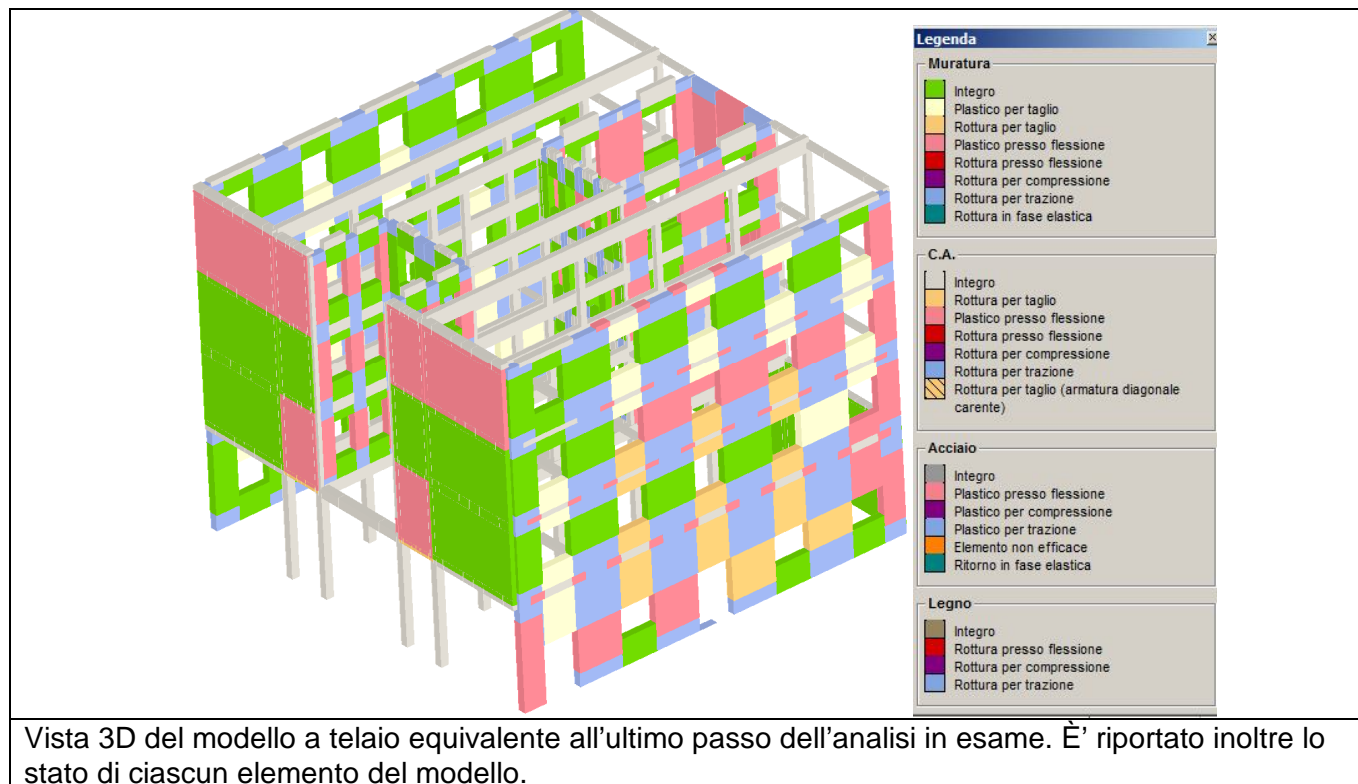 Legenda
Muratura
Integro
Plastico per taglio
Rottura per taglio
Plastico presso flessione
Rottura presso flessione
Rottura per compressione
Rottura per trazione
Rottura in fase elastica
C.A.
Integro
Rottura per taglio
Plastico presso flessione
Rottura presso flessione
Rottura per compressione
Rottura per trazione
Rottura per taglio (armatura diagonale
carente)
Acciaio
Integro
Plastico presso flessione
Plastico per compressione
Plastico per trazione
Elemento non efficace
Ritorno in fase elastica
Legno
Integro
Rottura presso flessione
Rottura per compressione
Rottura per trazione
Vista 3D del modello a telaio equivalente all'ultimo passo dell'analisi in esame. È' riportato inoltre lo
stato di ciascun elemento del modello.